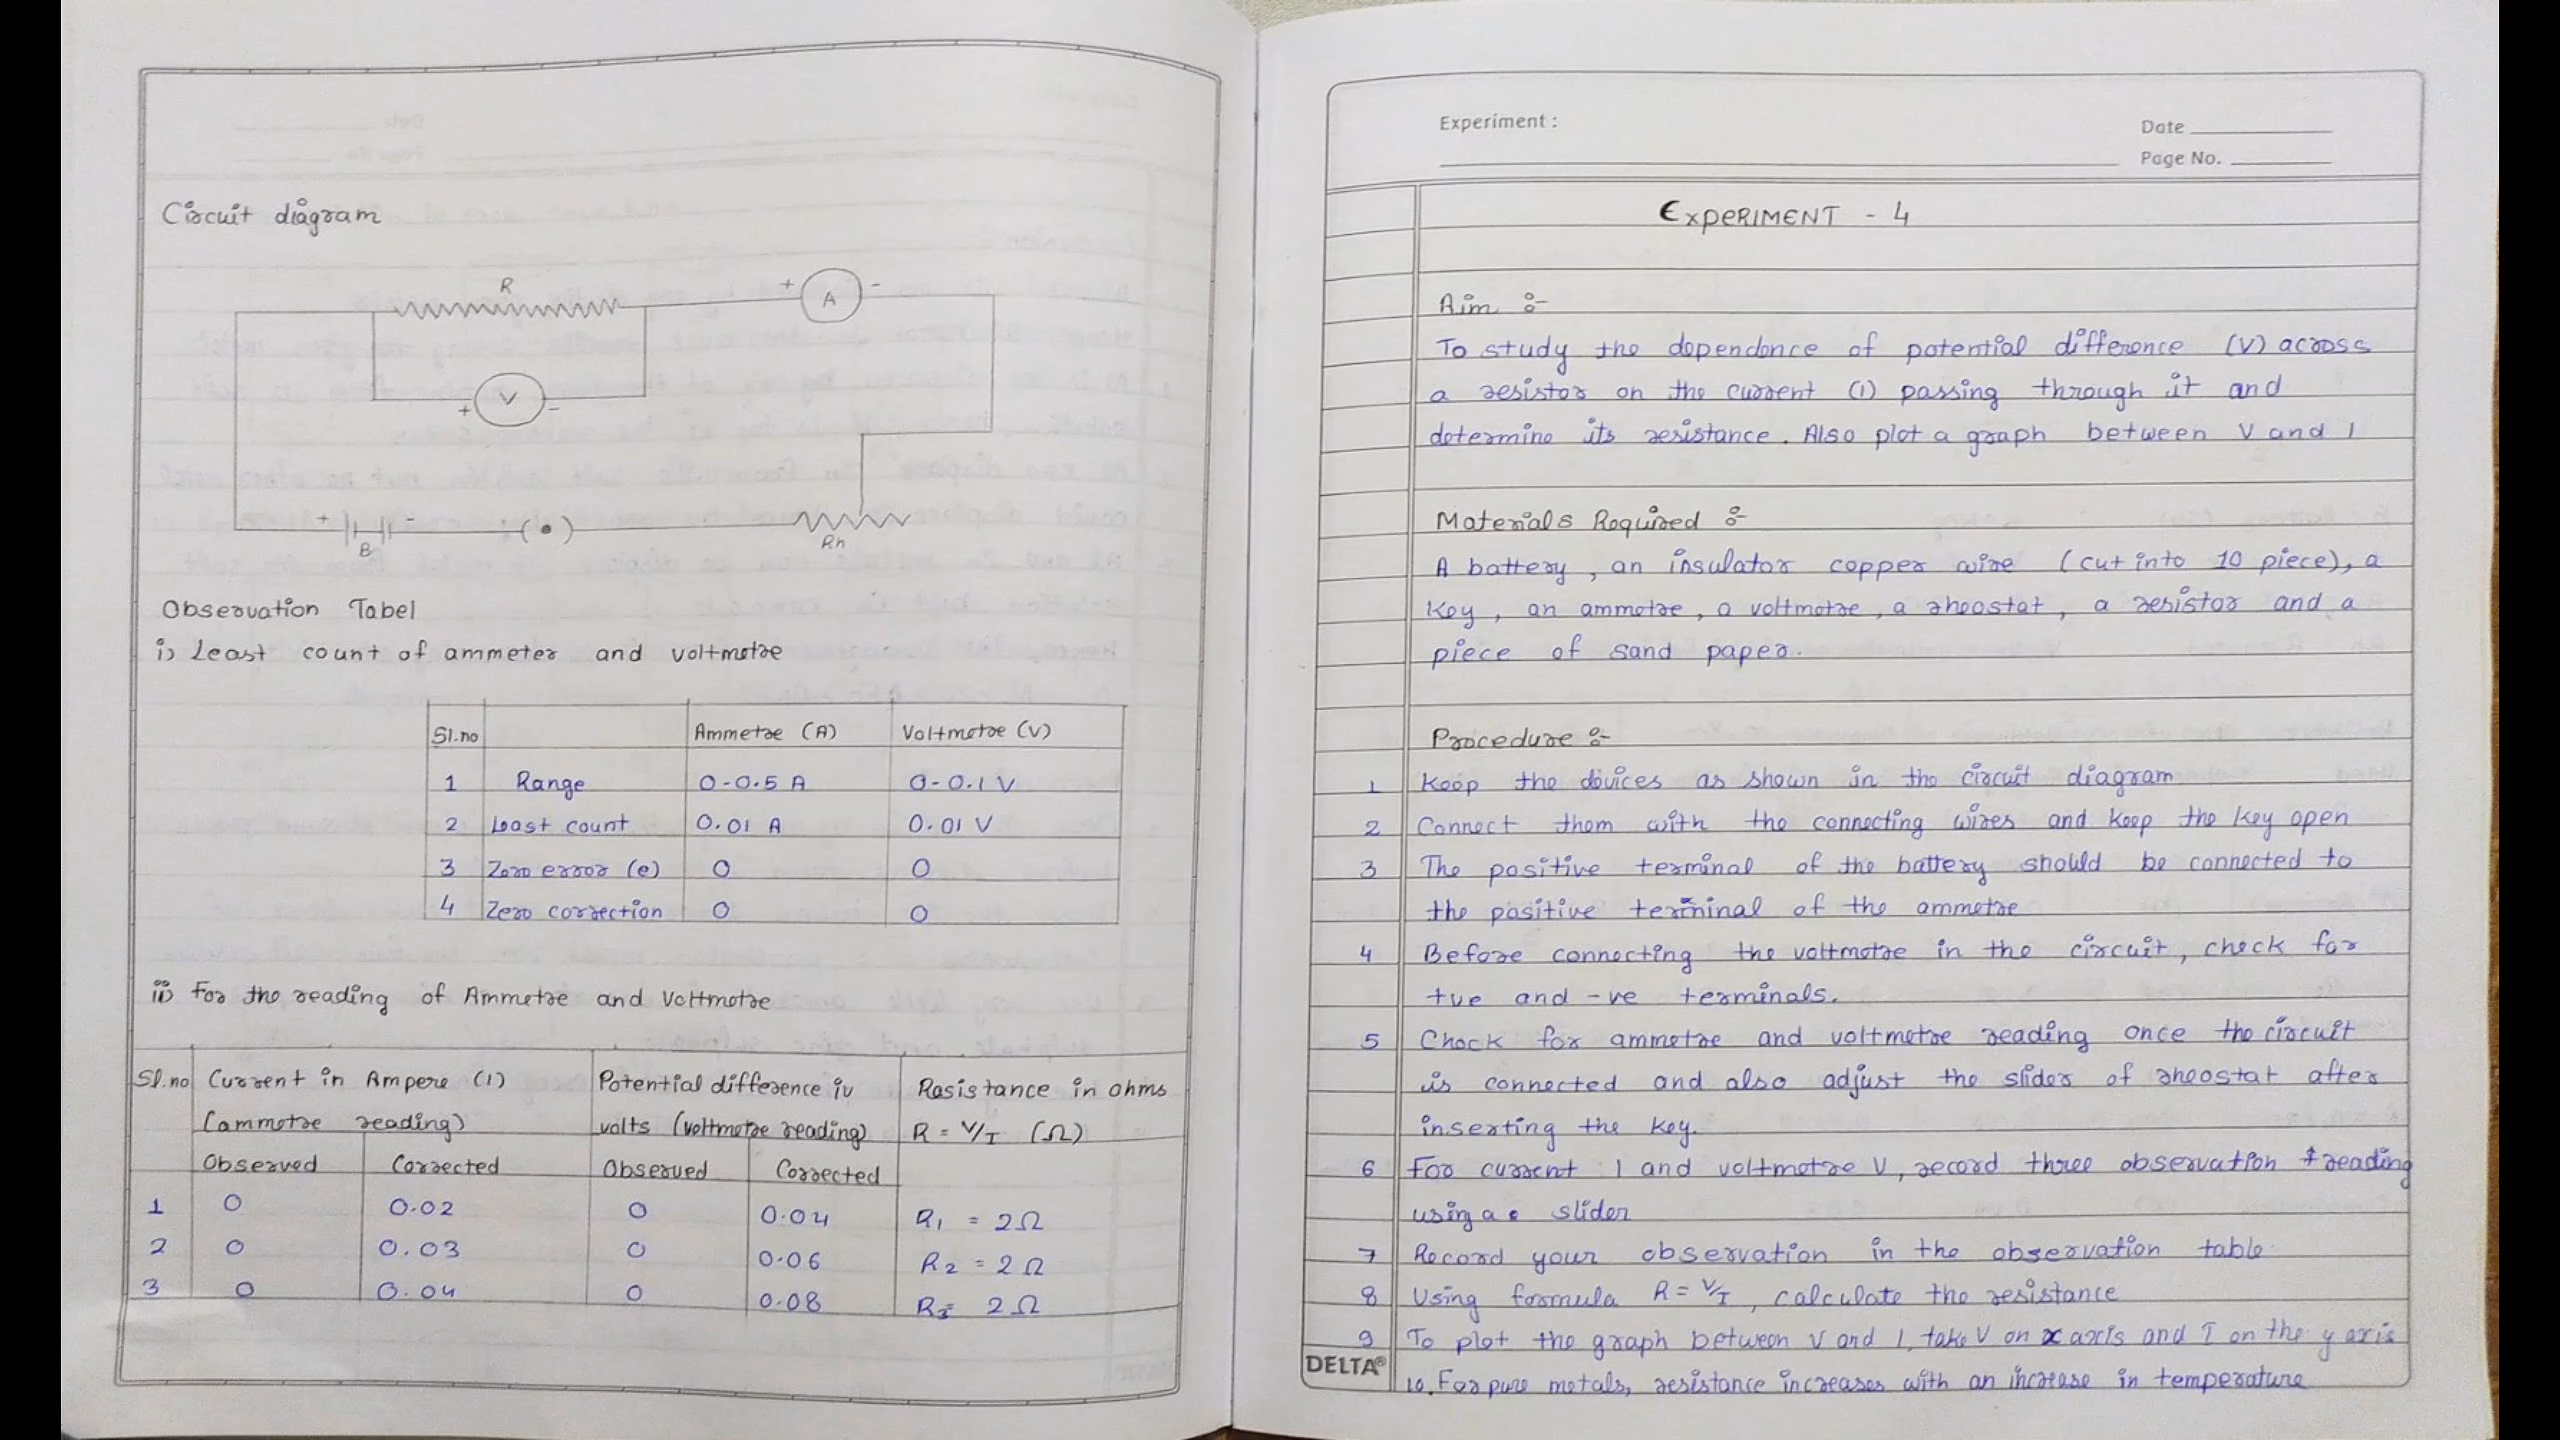 Circuit diagram
R
+ A -
+ V -
+ -
B
Rh
Observation Tabel
i) Least count of ammeter and voltmetre
Sl.no Ammetre (A) Voltmetre (V)
1 Range 0-0.5 A 0-0.1 V
2 Least count 0.01 A 0.01 V
3 Zero error (e) 0 0
4 Zero correction 0 0
ii) For the reading of Ammetre and Voltmetre
Sl.no Current in Ampere (I) Potential difference in Rasistance in ohms
(ammetre reading) volts (voltmetre reading) R = V/I (Ω)
Observed Corrected Observed Corrected
1 0 0.02 0 0.04 R1 = 2Ω
2 0 0.03 0 0.06 R2 = 2Ω
3 0 0.04 0 0.08 R3 = 2Ω
Experiment :
Date
Page No.
EXPERIMENT - 4
Aim :-
To study the dependence of potential difference (V) across
a resistor on the current (I) passing through it and
determine its resistance. Also plot a graph between V and I
Materials Required :-
A battery, an insulator copper wire (cut into 10 piece), a
key, an ammetre, a voltmetre, a rheostat, a resistor and a
piece of sand paper.
Procedure :-
1 Keep the devices as shown in the circuit diagram
2 Connect them with the connecting wires and keep the key open
3 The positive terminal of the battery should be connected to
the positive terminal of the ammetre
4 Before connecting the voltmetre in the circuit, check for
+ve and -ve terminals.
5 Check for ammetre and voltmetre reading once the circuit
is connected and also adjust the slider of rheostat after
inserting the key.
6 For current I and voltmetre V, record three observation reading
using a slider
7 Record your observation in the observation table.
8 Using formula R = V/I, calculate the resistance
9 To plot the graph between V and I, take V on x axis and I on the y axis
10. For pure metals, resistance increases with an increase in temperature
DELTA®